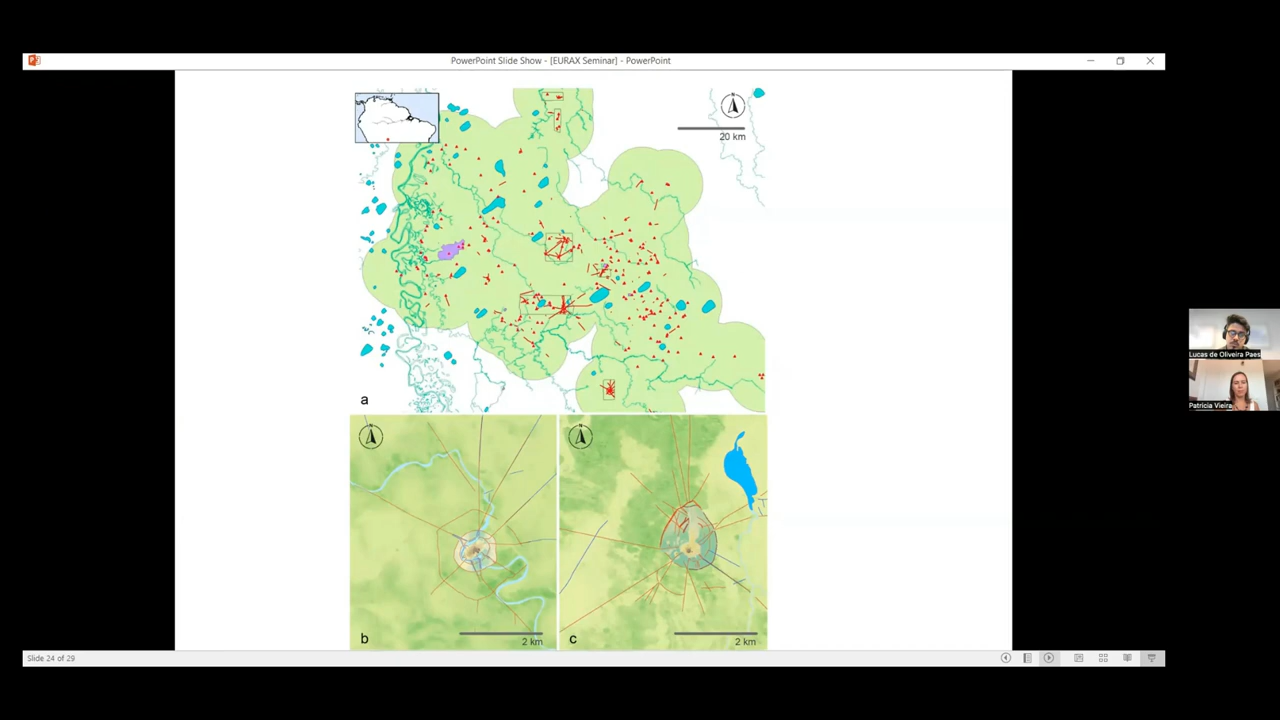 PowerPoint Slide Show - [EURAX Seminar] - PowerPoint
N
20 km
a
b
2 km
c
2 km
Lucas de Oliveira Paes
Patricia Vieira
Slide 24 of 29